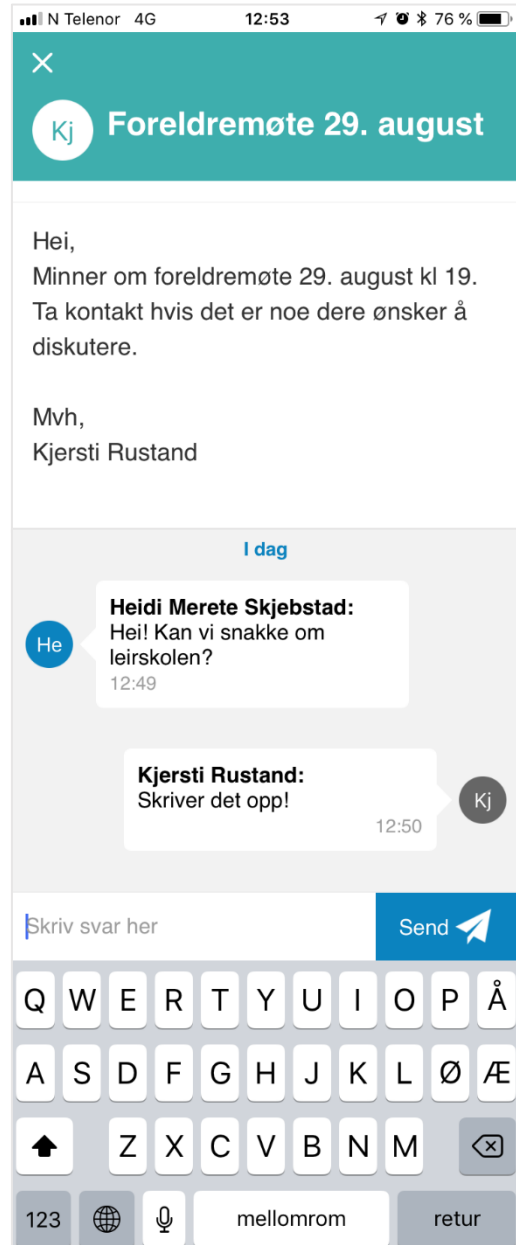 N Telenor 4G 12:53 76 %
Kj Foreldremøte 29. august
Hei,
Minner om foreldremøte 29. august kl 19.
Ta kontakt hvis det er noe dere ønsker å
diskutere.
Mvh,
Kjersti Rustand
I dag
Heidi Merete Skjebstad:
He Hei! Kan vi snakke om
leirskolen?
12:49
Kjersti Rustand:
Skriver det opp! Kj
12:50
Skriv svar her Send
Q W E R T Y U I O P Å
A S D F G H J K L Ø Æ
Z X C V B N M
123 mellomrom retur